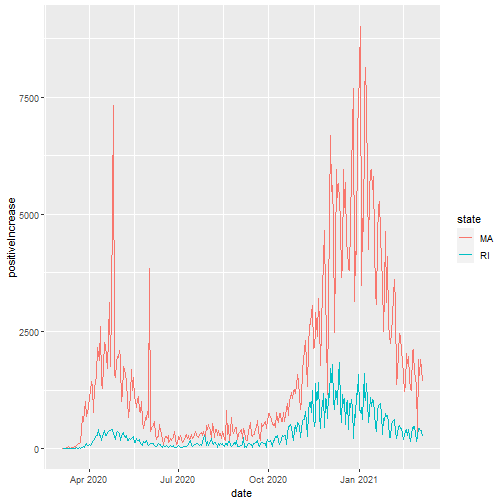 7500
5000
2500
0
positiveIncrease
Apr 2020
Jul 2020
Oct 2020
Jan 2021
date
state
MA
RI